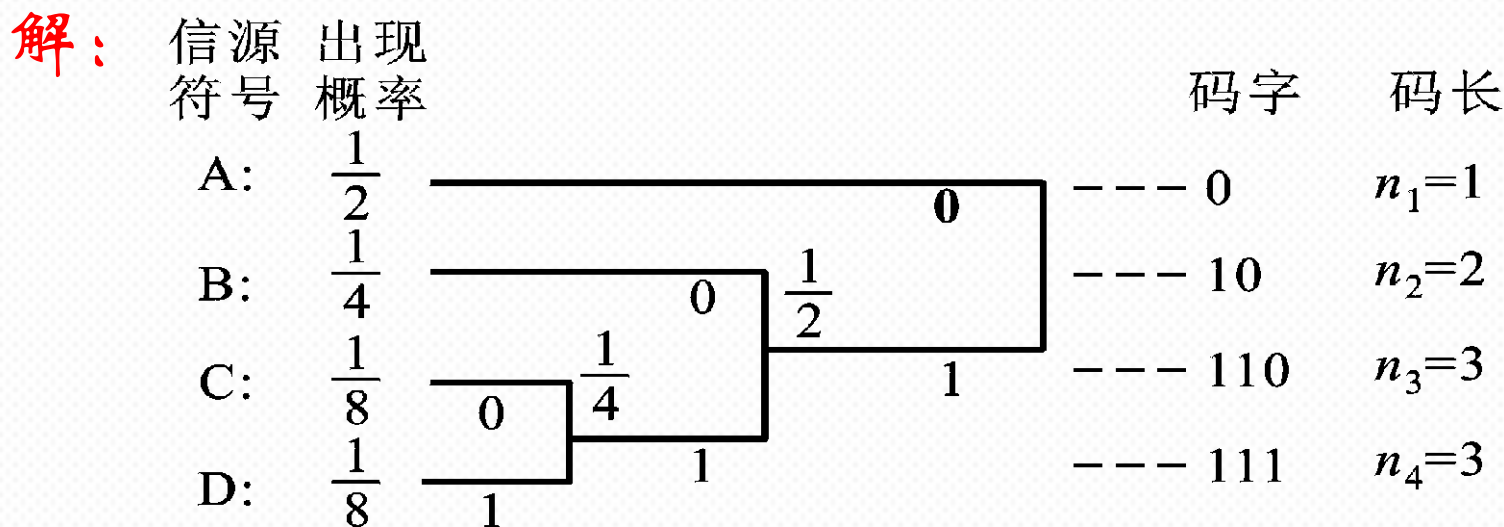 解： 信源 出现
符号 概率 码字 码长
A: 1/2 0 --- 0 n₁=1
B: 1/4 0 1/2 --- 10 n₂=2
C: 1/8 0 1/4 1 --- 110 n₃=3
D: 1/8 1 1 --- 111 n₄=3